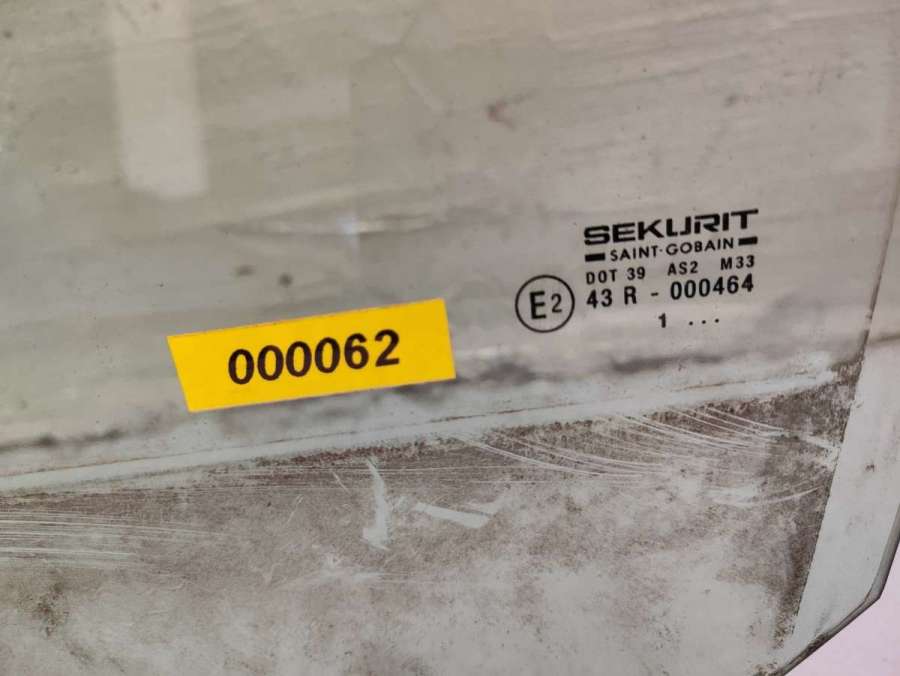 SEKURIT
SAINT-GOBAIN
DOT 39 AS2 M33
E2 43 R - 000464
1 ...
000062